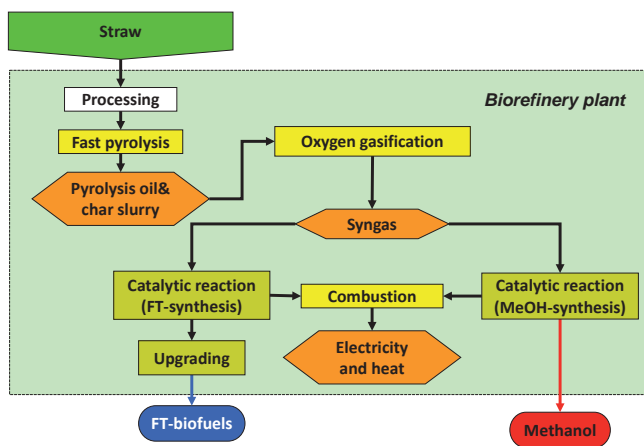 Straw
Biorefinery plant
Processing
Fast pyrolysis
Oxygen gasification
Pyrolysis oil&
char slurry
Syngas
Catalytic reaction
(FT-synthesis)
Combustion
Catalytic reaction
(MeOH-synthesis)
Upgrading
Electricity
and heat
FT-biofuels
Methanol